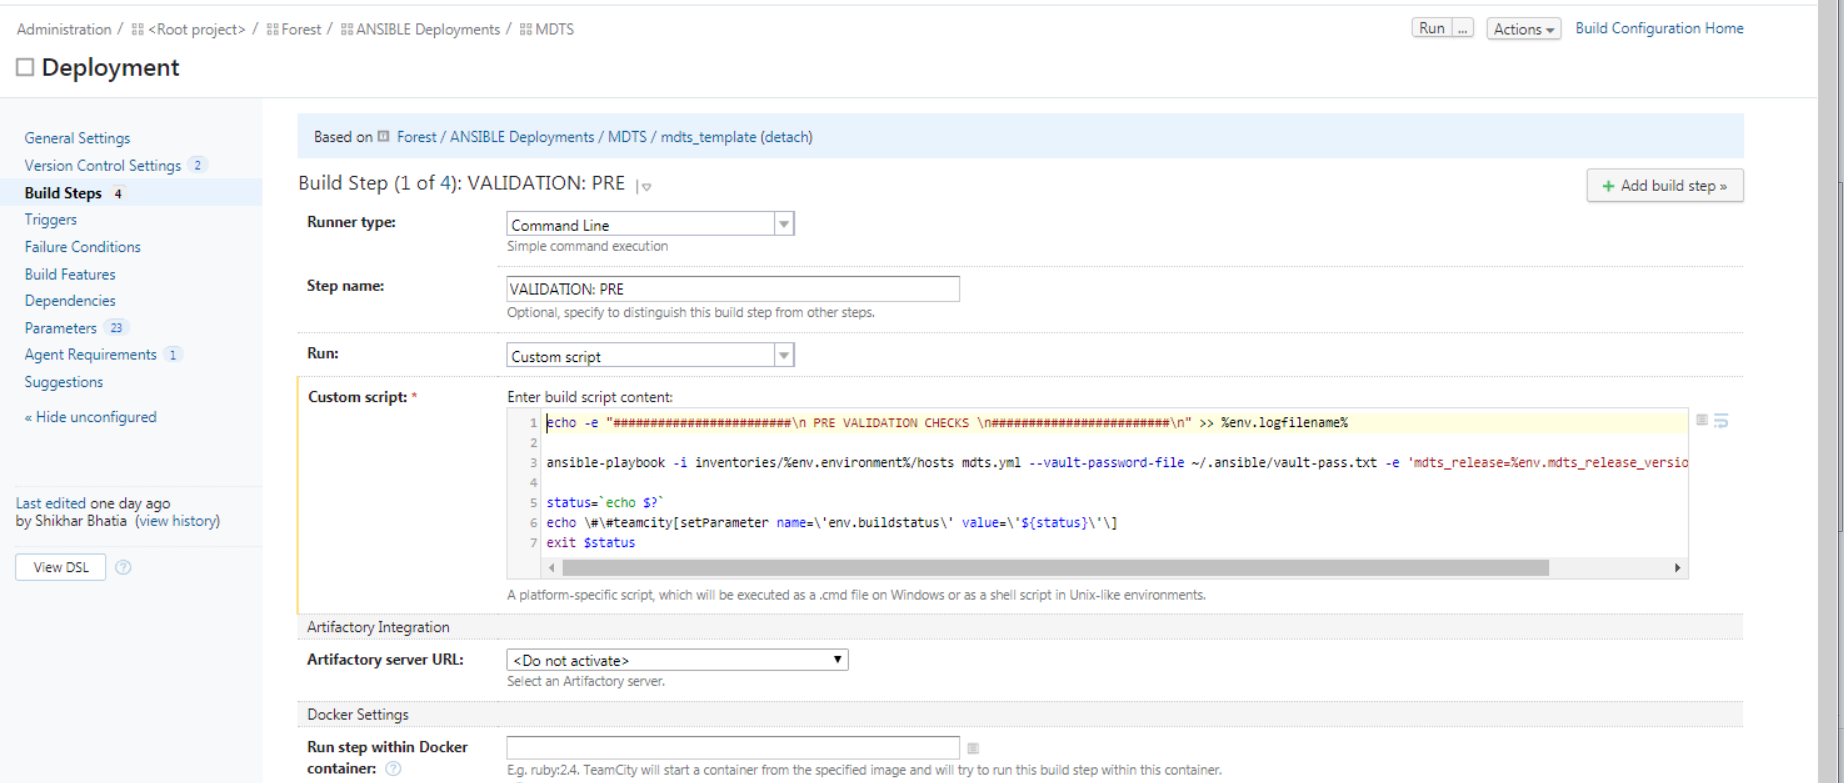 Administration / <Root project> / Forest / ANSIBLE Deployments / MDTS
Run ... Actions Build Configuration Home
Deployment
General Settings
Version Control Settings 2
Build Steps 4
Triggers
Failure Conditions
Build Features
Dependencies
Parameters 23
Agent Requirements 1
Suggestions
« Hide unconfigured
Last edited one day ago
by Shikhar Bhatia (view history)
View DSL ?
Based on Forest / ANSIBLE Deployments / MDTS / mdts_template (detach)
Build Step (1 of 4): VALIDATION: PRE
+ Add build step »
Runner type: Command Line
Simple command execution
Step name: VALIDATION: PRE
Optional, specify to distinguish this build step from other steps.
Run: Custom script
Custom script: * Enter build script content:
1 echo -e "########################\n PRE VALIDATION CHECKS \n########################\n" >> %env.logfilename%
2
3 ansible-playbook -i inventories/%env.environment%/hosts mdts.yml --vault-password-file ~/.ansible/vault-pass.txt -e 'mdts_release=%env.mdts_release_versio
4
5 status=`echo $?`
6 echo \#\#teamcity[setParameter name=\'env.buildstatus\' value=\'${status}\'\]
7 exit $status
A platform-specific script, which will be executed as a .cmd file on Windows or as a shell script in Unix-like environments.
Artifactory Integration
Artifactory server URL: <Do not activate>
Select an Artifactory server.
Docker Settings
Run step within Docker
container: ?
E.g. ruby:2.4. TeamCity will start a container from the specified image and will try to run this build step within this container.